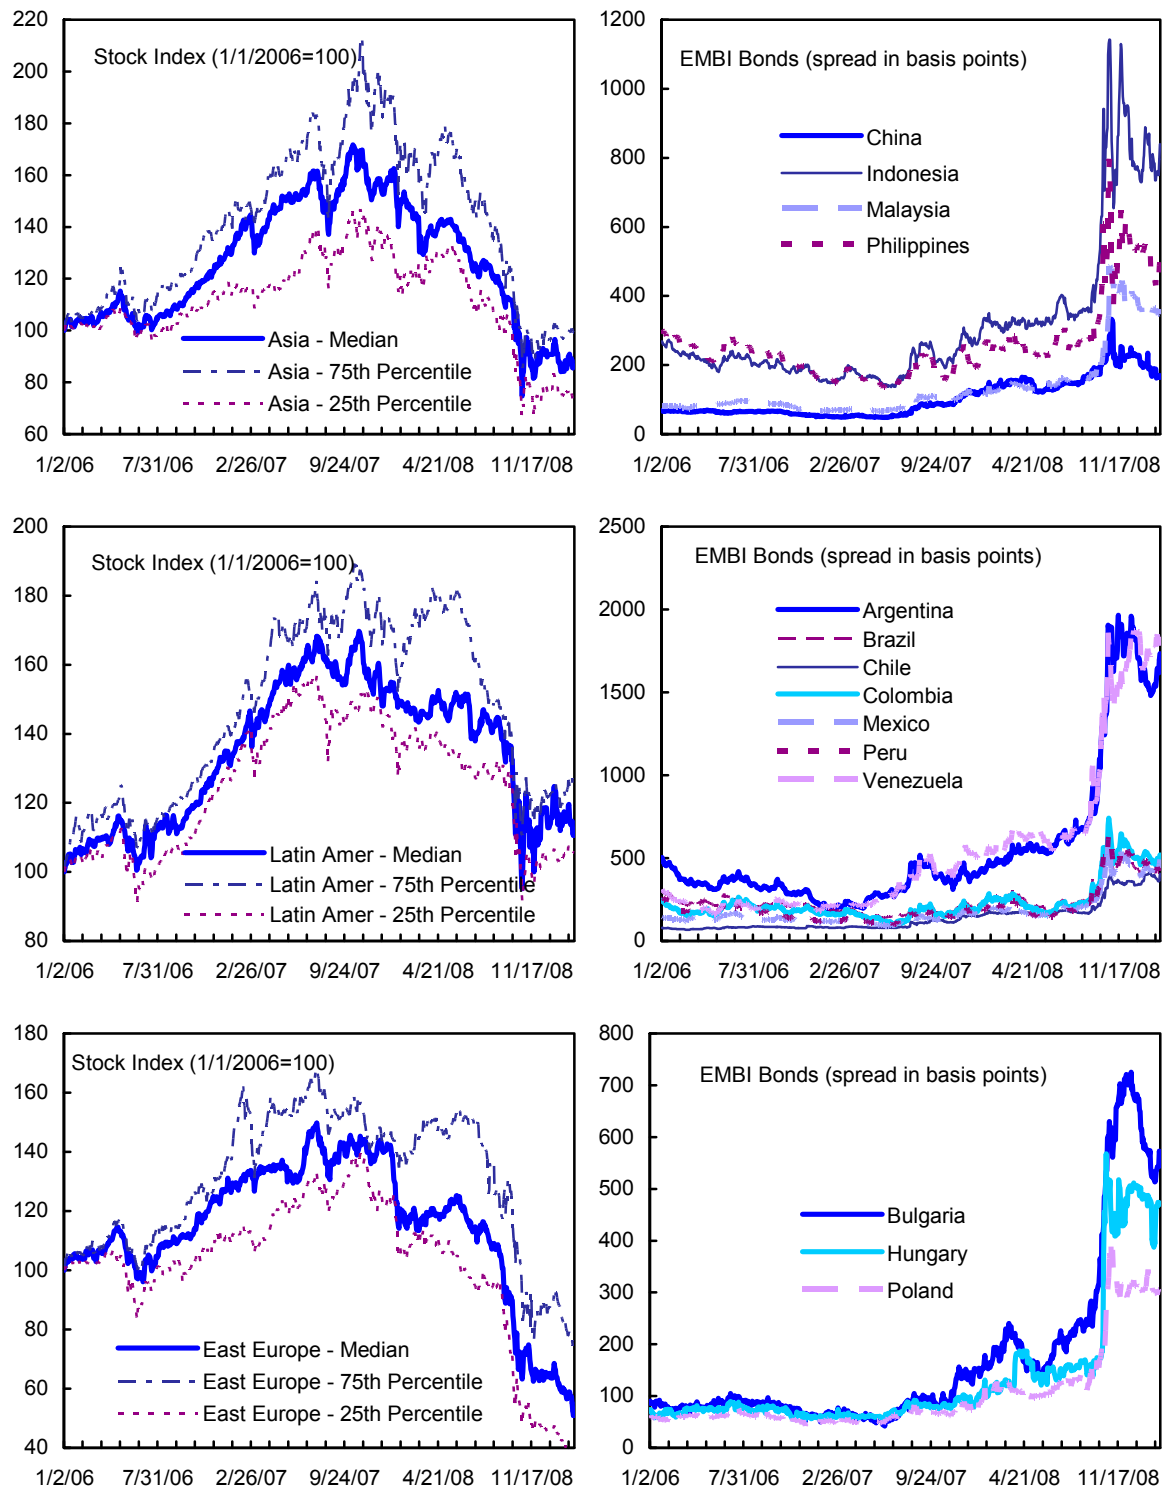 220
200
180
160
140
120
100
80
60
Stock Index (1/1/2006=100)
Asia - Median
Asia - 75th Percentile
Asia - 25th Percentile
1/2/06 7/31/06 2/26/07 9/24/07 4/21/08 11/17/08
1200
1000
800
600
400
200
0
EMBI Bonds (spread in basis points)
China
Indonesia
Malaysia
Philippines
1/2/06 7/31/06 2/26/07 9/24/07 4/21/08 11/17/08
200
180
160
140
120
100
80
Stock Index (1/1/2006=100)
Latin Amer - Median
Latin Amer - 75th Percentile
Latin Amer - 25th Percentile
1/2/06 7/31/06 2/26/07 9/24/07 4/21/08 11/17/08
2500
2000
1500
1000
500
0
EMBI Bonds (spread in basis points)
Argentina
Brazil
Chile
Colombia
Mexico
Peru
Venezuela
1/2/06 7/31/06 2/26/07 9/24/07 4/21/08 11/17/08
180
160
140
120
100
80
60
40
Stock Index (1/1/2006=100)
East Europe - Median
East Europe - 75th Percentile
East Europe - 25th Percentile
1/2/06 7/31/06 2/26/07 9/24/07 4/21/08 11/17/08
800
700
600
500
400
300
200
100
0
EMBI Bonds (spread in basis points)
Bulgaria
Hungary
Poland
1/2/06 7/31/06 2/26/07 9/24/07 4/21/08 11/17/08